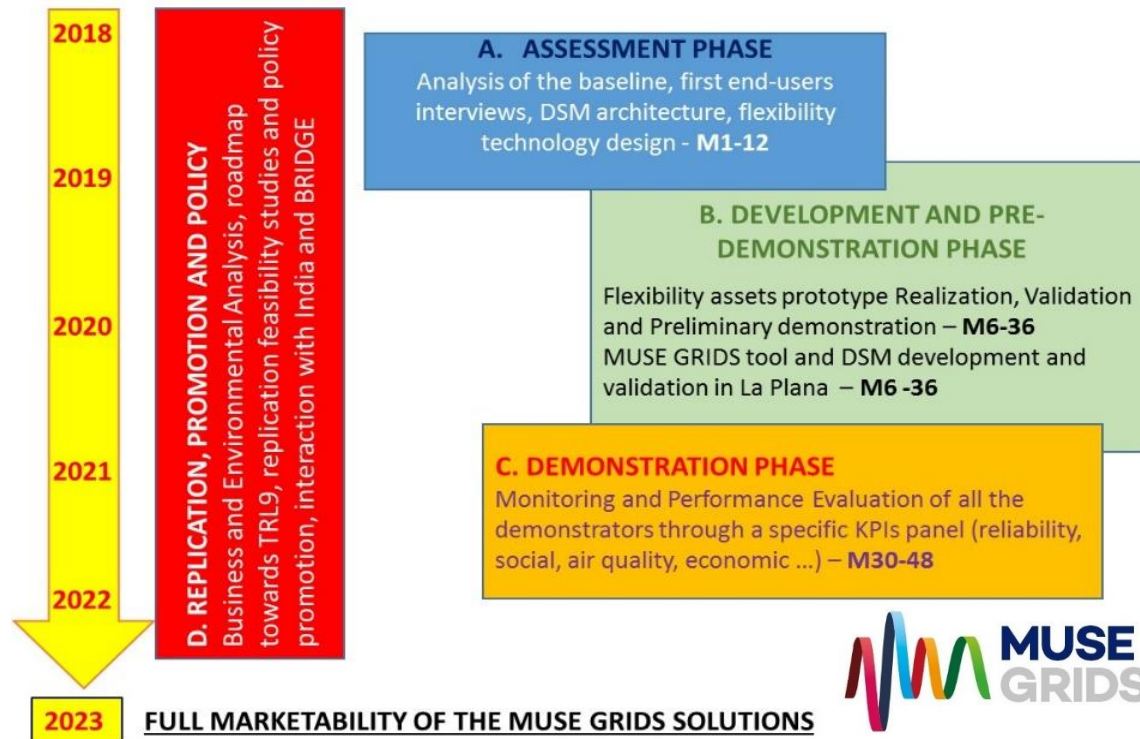 2018
2019
2020
2021
2022
2023
D. REPLICATION, PROMOTION AND POLICY
Business and Environmental Analysis, roadmap
towards TRL9, replication feasibility studies and policy
promotion, interaction with India and BRIDGE
A. ASSESSMENT PHASE
Analysis of the baseline, first end-users
interviews, DSM architecture, flexibility
technology design - M1-12
B. DEVELOPMENT AND PRE-
DEMONSTRATION PHASE
Flexibility assets prototype Realization, Validation
and Preliminary demonstration – M6-36
MUSE GRIDS tool and DSM development and
validation in La Plana – M6 -36
C. DEMONSTRATION PHASE
Monitoring and Performance Evaluation of all the
demonstrators through a specific KPIs panel (reliability,
social, air quality, economic ...) – M30-48
MUSE
GRIDS
FULL MARKETABILITY OF THE MUSE GRIDS SOLUTIONS